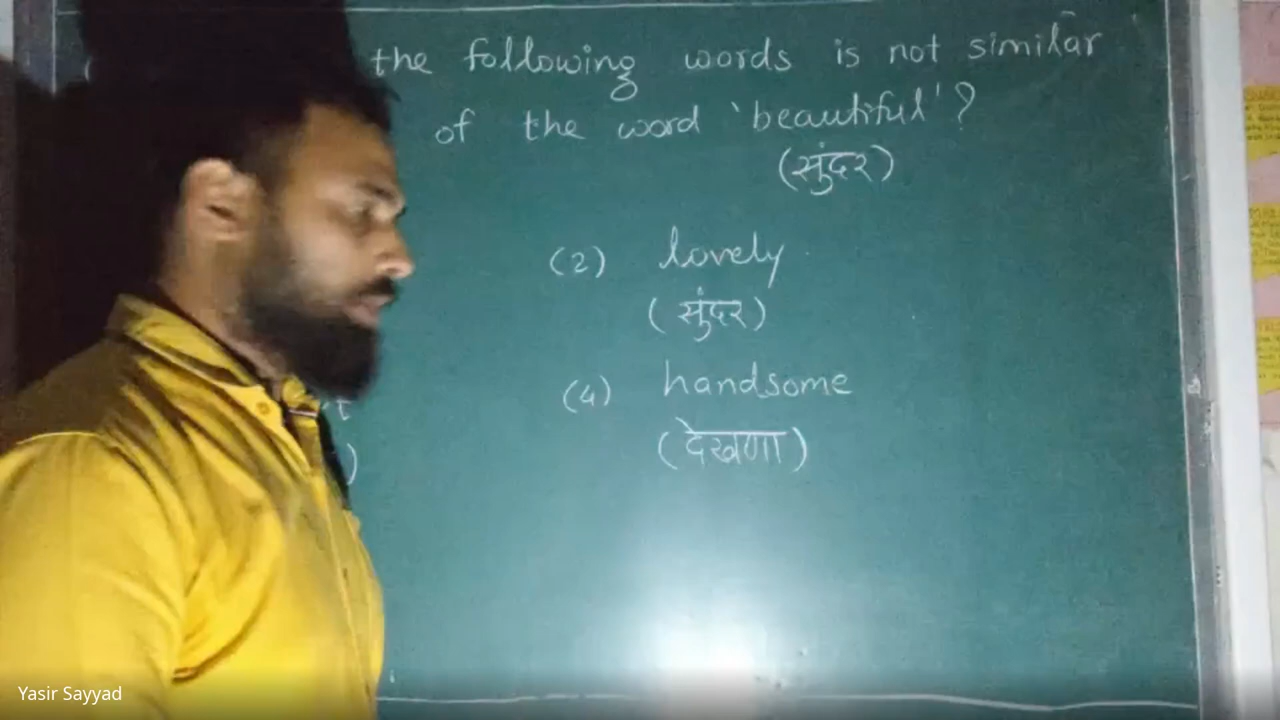 the following words is not similar
of the word 'beautiful'?
(सुंदर)
(2) lovely
(सुंदर)
(4) handsome
(देखणा)
Yasir Sayyad